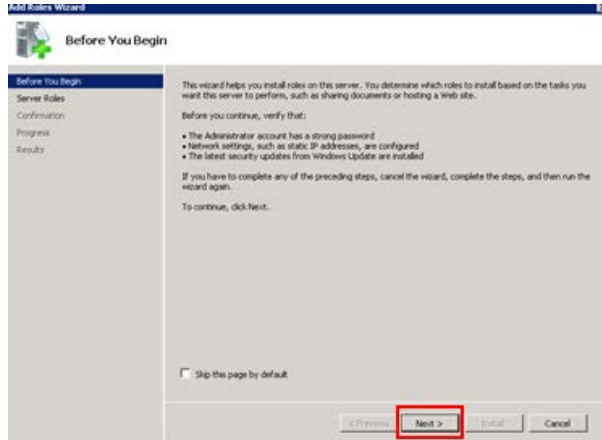 Add Roles Wizard
Before You Begin
Before You Begin
Server Roles
Confirmation
Progress
Results
This wizard helps you install roles on this server. You determine which roles to install based on the tasks you
want this server to perform, such as sharing documents or hosting a Web site.
Before you continue, verify that:
• The Administrator account has a strong password
• Network settings, such as static IP addresses, are configured
• The latest security updates from Windows Update are installed
If you have to complete any of the preceding steps, cancel the wizard, complete the steps, and then run the
wizard again.
To continue, click Next.
Skip this page by default
< Previous Next > Install Cancel